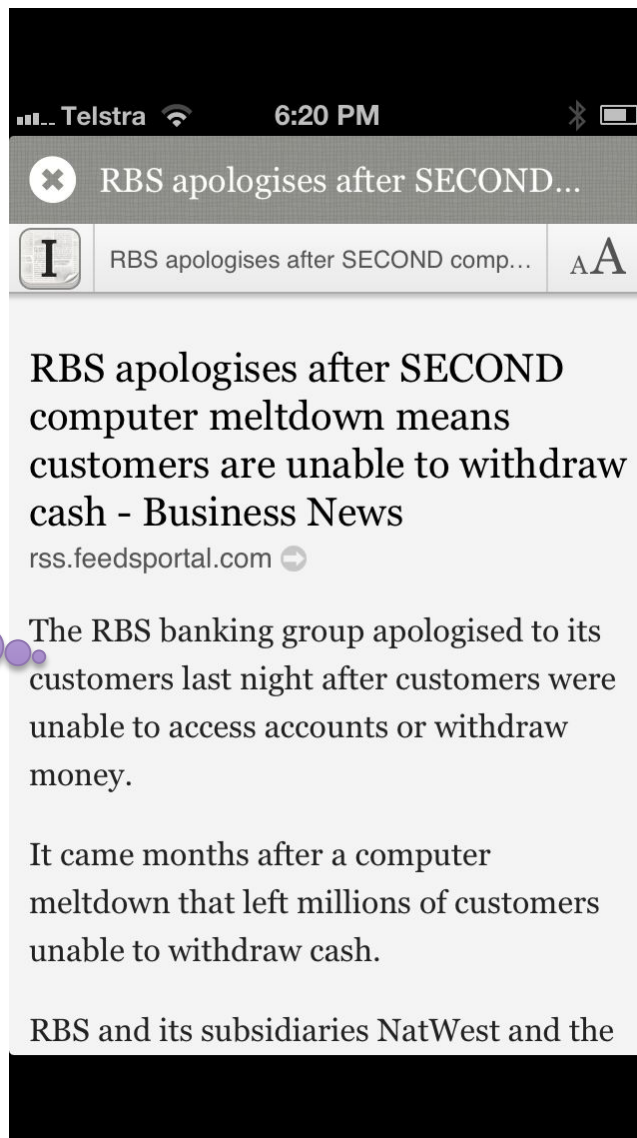 Telstra 6:20 PM
RBS apologises after SECOND...
I RBS apologises after SECOND comp... AA
RBS apologises after SECOND
computer meltdown means
customers are unable to withdraw
cash - Business News
rss.feedsportal.com
The RBS banking group apologised to its
customers last night after customers were
unable to access accounts or withdraw
money.
It came months after a computer
meltdown that left millions of customers
unable to withdraw cash.
RBS and its subsidiaries NatWest and the